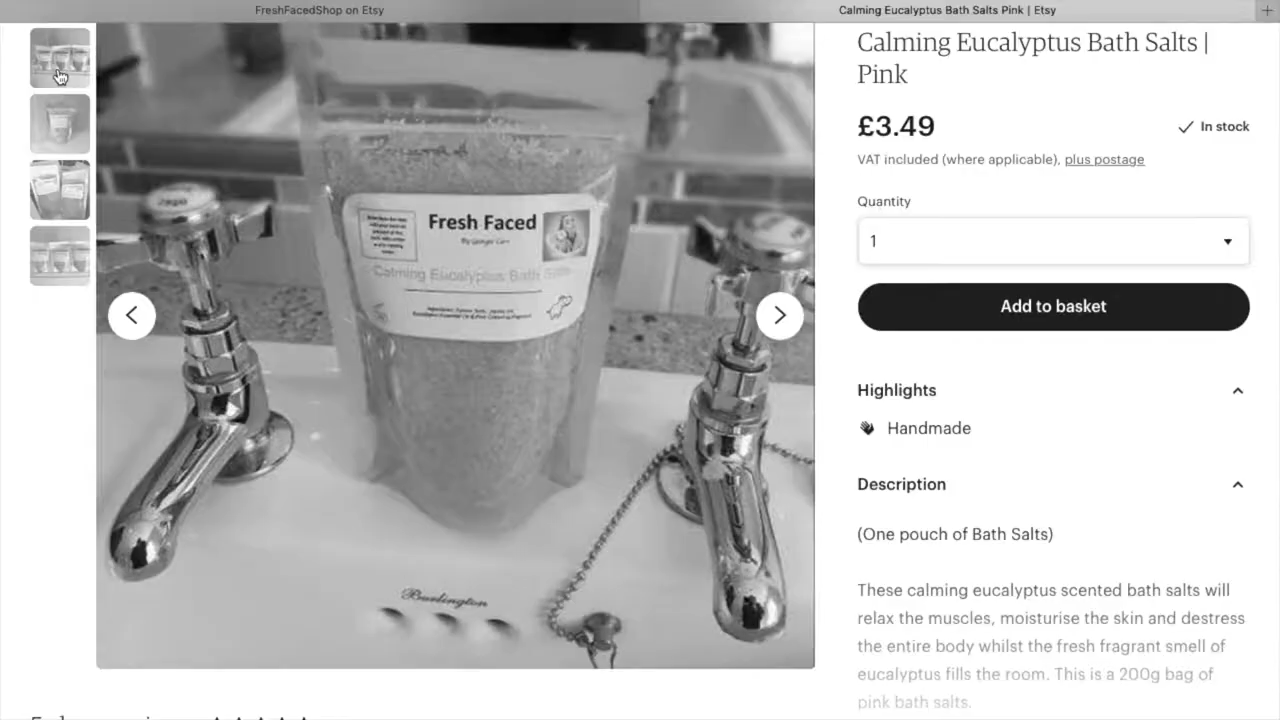 FreshFacedShop on Etsy
Calming Eucalyptus Bath Salts Pink | Etsy
Calming Eucalyptus Bath Salts |
Pink
£3.49
In stock
VAT included (where applicable), plus postage
Quantity
1
Add to basket
Highlights
Handmade
Description
(One pouch of Bath Salts)
These calming eucalyptus scented bath salts will
relax the muscles, moisturise the skin and destress
the entire body whilst the fresh fragrant smell of
eucalyptus fills the room. This is a 200g bag of
pink bath salts.
Fresh Faced
Calming Eucalyptus Bath Salts
Burlington